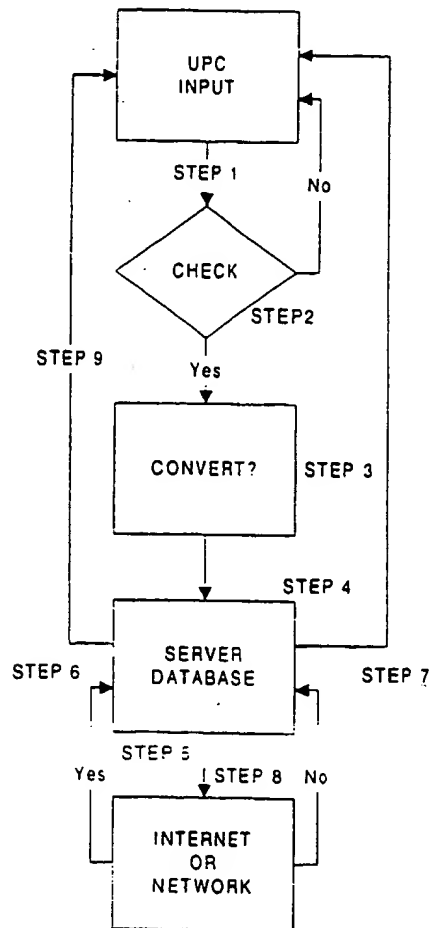 UPC
INPUT
STEP 1
No
CHECK
STEP2
STEP 9
Yes
CONVERT?
STEP 3
STEP 4
SERVER
DATABASE
STEP 6
STEP 7
STEP 5
Yes
STEP 8
No
INTERNET
OR
NETWORK